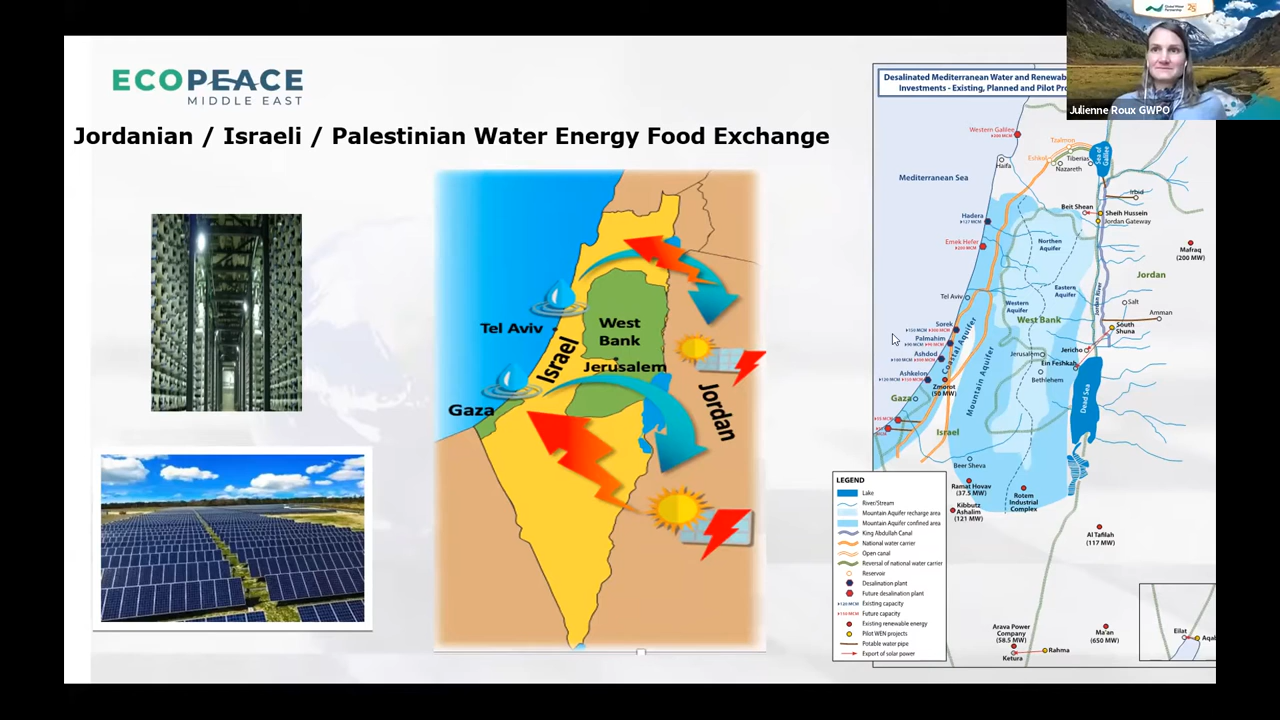 ECOPEACE
MIDDLE EAST
Jordanian / Israeli / Palestinian Water Energy Food Exchange
Tel Aviv
West
Bank
Jerusalem
Israel
Gaza
Jordan
Desalinated Mediterranean Water and Renewab
Investments - Existing, Planned and Pilot Pro
Julienne Roux GWPO
Western Galilee
Haifa
Mediterranean Sea
Tzalmon
Eshkol
Tiberias
Nazareth
Sea of
Galilee
Irbid
Beit Shean
Sheih Hussein
Jordan Gateway
Hadera
Emek Hefer
Northen
Aquifer
Mafraq
(200 MW)
Jordan
Eastern
Aquifer
Jordan River
Tel Aviv
Western
Aquifer
Salt
West Bank
Amman
Sorek
South
Shuna
Palmahim
Coastal Aquifer
Mountain Aquifer
Ashdod
Jerusalem
Jericho
Ein Feshkah
Ashkelon
Bethlehem
Zmorot
(50 MW)
Dead Sea
Gaza
Israel
Beer Sheva
Ramat Hovav
(37.5 MW)
Rotem
Industrial
Complex
Kibbutz
Ashalim
(121 MW)
Al Tafilah
(117 MW)
Arava Power
Company
(58.5 MW)
Ma'an
(650 MW)
Ketura
Rahma
Eilat
Aqab
LEGEND
Lake
River/Stream
Mountain Aquifer recharge area
Mountain Aquifer confined area
King Abdullah Canal
National water carrier
Open canal
Reversal of national water carrier
Reservoir
Desalination plant
Future desalination plant
Existing capacity
Future capacity
Existing renewable energy
Pilot WEN projects
Potable water pipe
Export of solar power